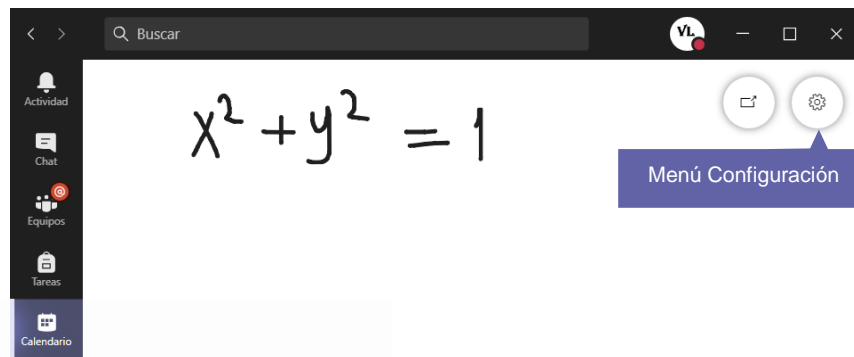 < >
Buscar
VL
Actividad
x² + y² = 1
Chat
Menú Configuración
@
Equipos
Tareas
Calendario